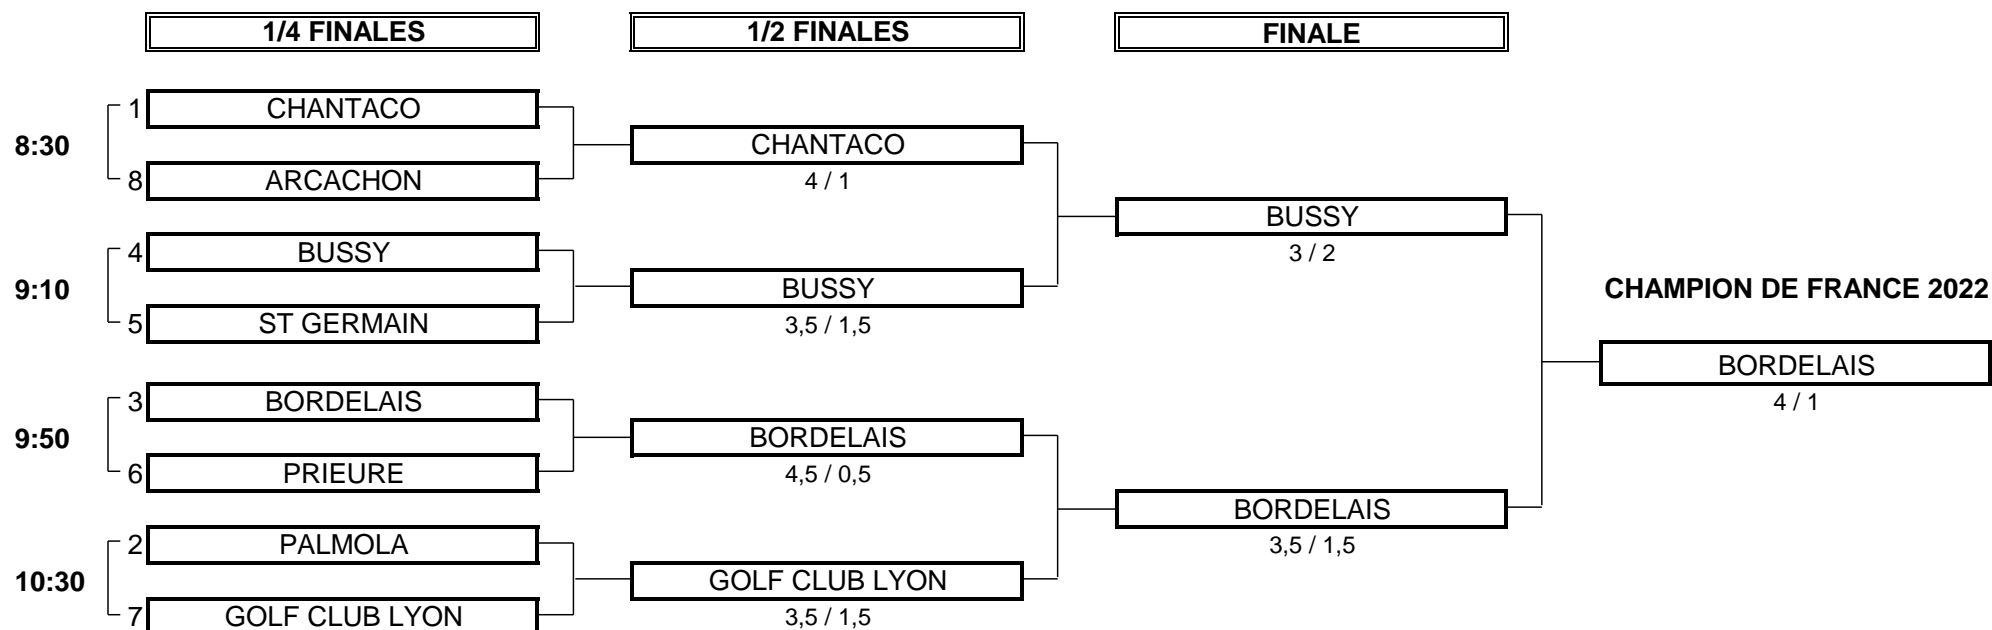 1/4 FINALES
1/2 FINALES
FINALE
8:30
1
CHANTACO
8
ARCACHON
9:10
4
BUSSY
5
ST GERMAIN
9:50
3
BORDELAIS
6
PRIEURE
10:30
2
PALMOLA
7
GOLF CLUB LYON
CHANTACO
4 / 1
BUSSY
3,5 / 1,5
BORDELAIS
4,5 / 0,5
GOLF CLUB LYON
3,5 / 1,5
BUSSY
3 / 2
BORDELAIS
3,5 / 1,5
CHAMPION DE FRANCE 2022
BORDELAIS
4 / 1